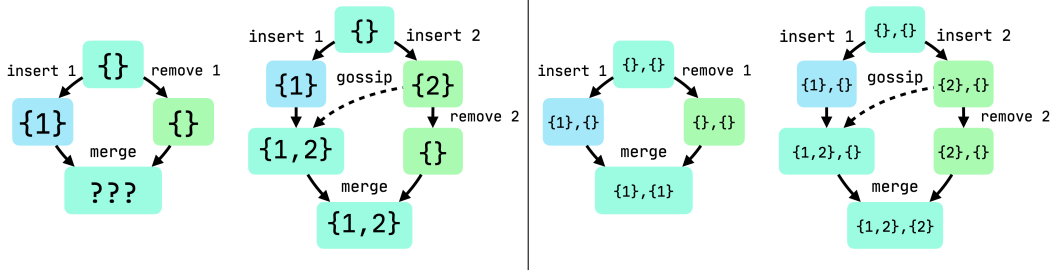 {}
insert 1
remove 1
{1}
{}
merge
???
{}
insert 1
insert 2
{1}
gossip
{2}
remove 2
{1,2}
{}
merge
{1,2}
{},{}
insert 1
remove 1
{1},{}
{},{}
merge
{1},{1}
{},{}
insert 1
insert 2
{1},{}
gossip
{2},{}
remove 2
{1,2},{}
{2},{}
merge
{1,2},{2}